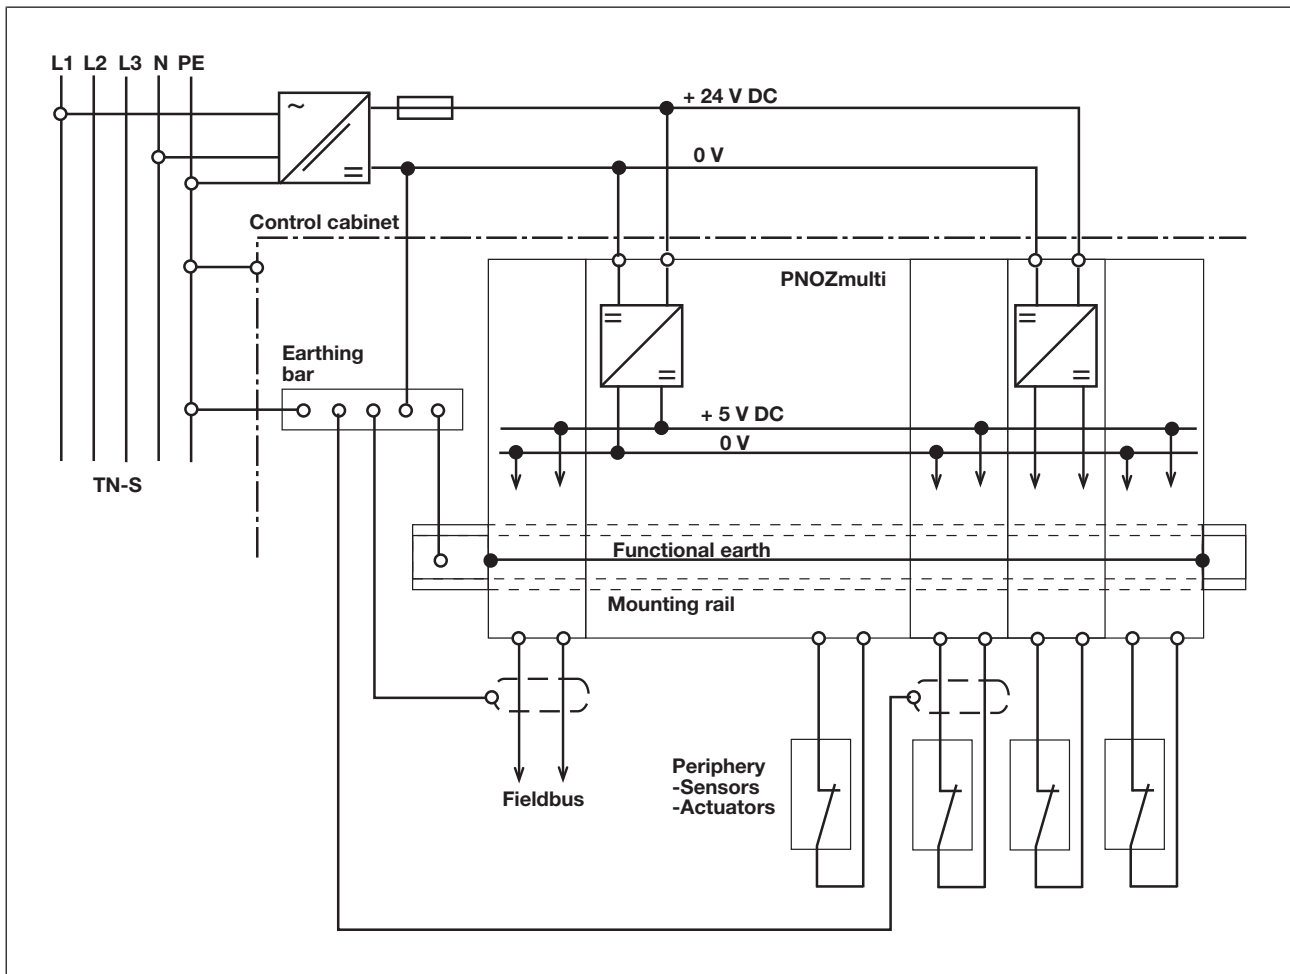 L1 L2 L3 N PE
+ 24 V DC
0 V
Control cabinet
PNOZmulti
Earthing
bar
+ 5 V DC
0 V
TN-S
Functional earth
Mounting rail
Periphery
-Sensors
-Actuators
Fieldbus